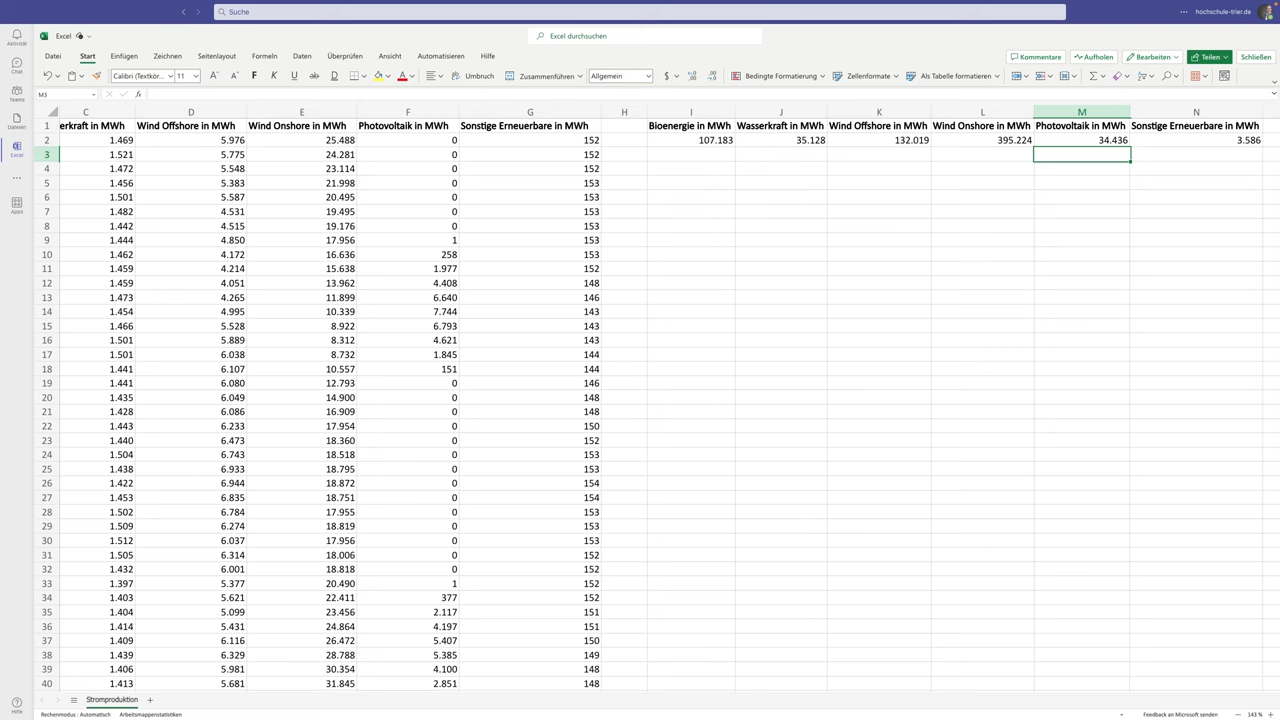 Suche
hochschule-trier.de
Aktivität
Chat
Teams
Dateien
Excel
Apps
Hilfe
Excel
Excel durchsuchen
Datei Start Einfügen Zeichnen Seitenlayout Formeln Daten Überprüfen Ansicht Automatisieren Hilfe
Kommentare Aufholen Bearbeiten Teilen Schließen
Calibri (Textkör... 11 F K U ab D Umbruch Zusammenführen Allgemein $ Bedingte Formatierung Zellenformate Als Tabelle formatieren
M3 fx
C D E F G H I J K L M N
1 erkraft in MWh Wind Offshore in MWh Wind Onshore in MWh Photovoltaik in MWh Sonstige Erneuerbare in MWh Bioenergie in MWh Wasserkraft in MWh Wind Offshore in MWh Wind Onshore in MWh Photovoltaik in MWh Sonstige Erneuerbare in MWh
2 1.469 5.976 25.488 0 152 107.183 35.128 132.019 395.224 34.436 3.586
3 1.521 5.775 24.281 0 152
4 1.472 5.548 23.114 0 152
5 1.456 5.383 21.998 0 153
6 1.501 5.587 20.495 0 153
7 1.482 4.531 19.495 0 153
8 1.442 4.515 19.176 0 153
9 1.444 4.850 17.956 1 153
10 1.462 4.172 16.636 258 153
11 1.459 4.214 15.638 1.977 152
12 1.459 4.051 13.962 4.408 148
13 1.473 4.265 11.899 6.640 146
14 1.454 4.995 10.339 7.744 143
15 1.466 5.528 8.922 6.793 143
16 1.501 5.889 8.312 4.621 143
17 1.501 6.038 8.732 1.845 144
18 1.441 6.107 10.557 151 144
19 1.441 6.080 12.793 0 146
20 1.435 6.049 14.900 0 148
21 1.428 6.086 16.909 0 148
22 1.443 6.233 17.954 0 150
23 1.440 6.473 18.360 0 152
24 1.504 6.743 18.518 0 153
25 1.438 6.933 18.795 0 153
26 1.422 6.944 18.872 0 154
27 1.453 6.835 18.751 0 154
28 1.502 6.784 17.955 0 153
29 1.509 6.274 18.819 0 153
30 1.512 6.037 17.956 0 153
31 1.505 6.314 18.006 0 152
32 1.432 6.001 18.818 0 152
33 1.397 5.377 20.490 1 152
34 1.403 5.621 22.411 377 152
35 1.404 5.099 23.456 2.117 151
36 1.414 5.431 24.864 4.197 151
37 1.409 6.116 26.472 5.407 150
38 1.439 6.329 28.788 5.385 149
39 1.406 5.981 30.354 4.100 148
40 1.413 5.681 31.845 2.851 148
Stromproduktion
Rechenmodus : Automatisch Arbeitsmappenstatistiken Feedback an Microsoft senden 143 %